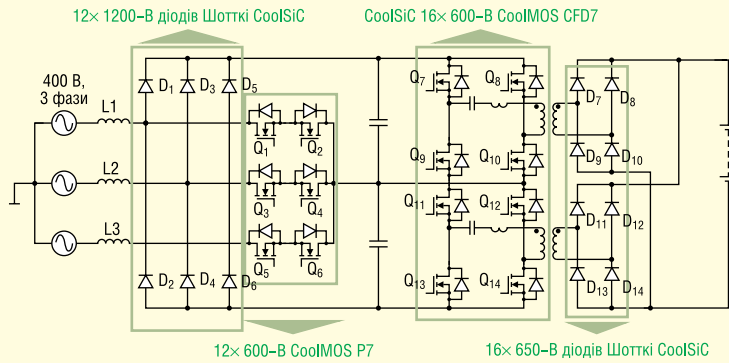 12× 1200–В діодів Шотткі CoolSiC
CoolSiC 16× 600–В CoolMOS CFD7
400 В,
3 фази
D1 D3 D5
L1
L2
L3
Q1 Q2
Q3 Q4
Q5 Q6
D2 D4 D6
Q7 Q8
Q9 Q10
Q11 Q12
Q13 Q14
D7 D8
D9 D10
D11 D12
D13 D14
12× 600–В CoolMOS P7
16× 650–В діодів Шотткі CoolSiC